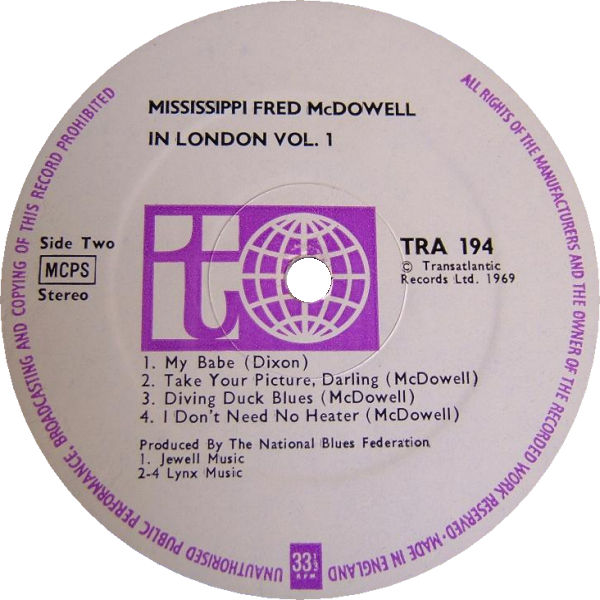 MISSISSIPPI FRED McDOWELL
IN LONDON VOL. 1
Side Two
MCPS
Stereo
t
TRA 194
© Transatlantic
Records Ltd. 1969
1. My Babe (Dixon)
2. Take Your Picture, Darling (McDowell)
3. Diving Duck Blues (McDowell)
4. I Don't Need No Heater (McDowell)
Produced By The National Blues Federation
1. Jewell Music
2-4 Lynx Music
33⅓
RPM
ALL RIGHTS OF THE MANUFACTURERS AND THE OWNER OF THE RECORDED WORK RESERVED·MADE IN ENGLAND
UNAUTHORISED PUBLIC PERFORMANCE, BROADCASTING AND COPYING OF THIS RECORD PROHIBITED